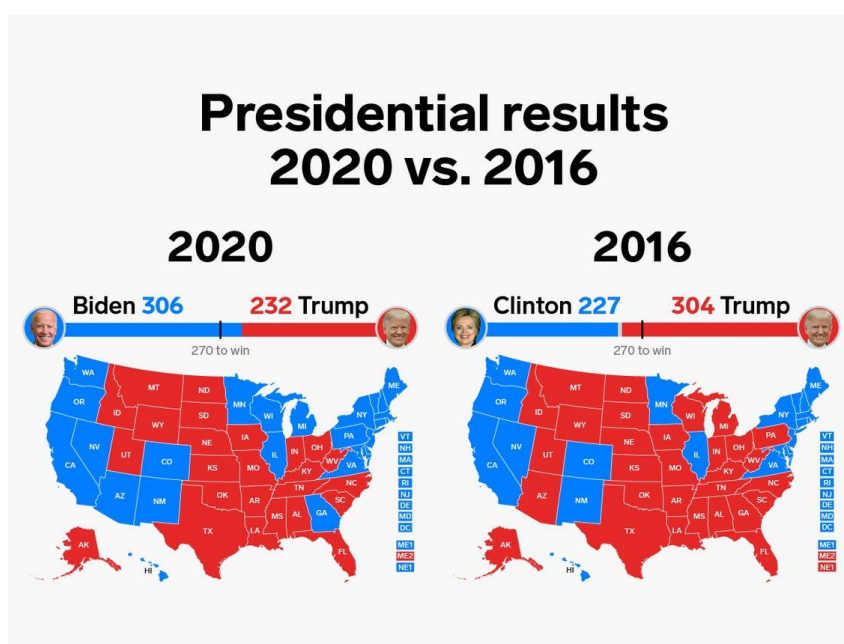 Presidential results
2020 vs. 2016
2020
Biden 306
232 Trump
270 to win
WA
OR
CA
NV
ID
MT
WY
UT
AZ
CO
NM
ND
SD
NE
KS
OK
TX
MN
IA
MO
AR
LA
WI
IL
MI
IN
OH
KY
TN
MS
AL
GA
FL
SC
NC
VA
WV
PA
NY
ME
AK
HI
VT
NH
MA
CT
RI
NJ
DE
MD
DC
ME1
ME2
NE1
2016
Clinton 227
304 Trump
270 to win
WA
OR
CA
NV
ID
MT
WY
UT
AZ
CO
NM
ND
SD
NE
KS
OK
TX
MN
IA
MO
AR
LA
WI
IL
MI
IN
OH
KY
TN
MS
AL
GA
FL
SC
NC
VA
WV
PA
NY
ME
AK
HI
VT
NH
MA
CT
RI
NJ
DE
MD
DC
ME1
ME2
NE1